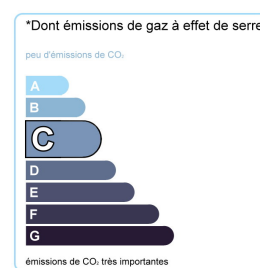 *Dont émissions de gaz à effet de serre
peu d'émissions de CO₂
A
B
C
D
E
F
G
émissions de CO₂ très importantes